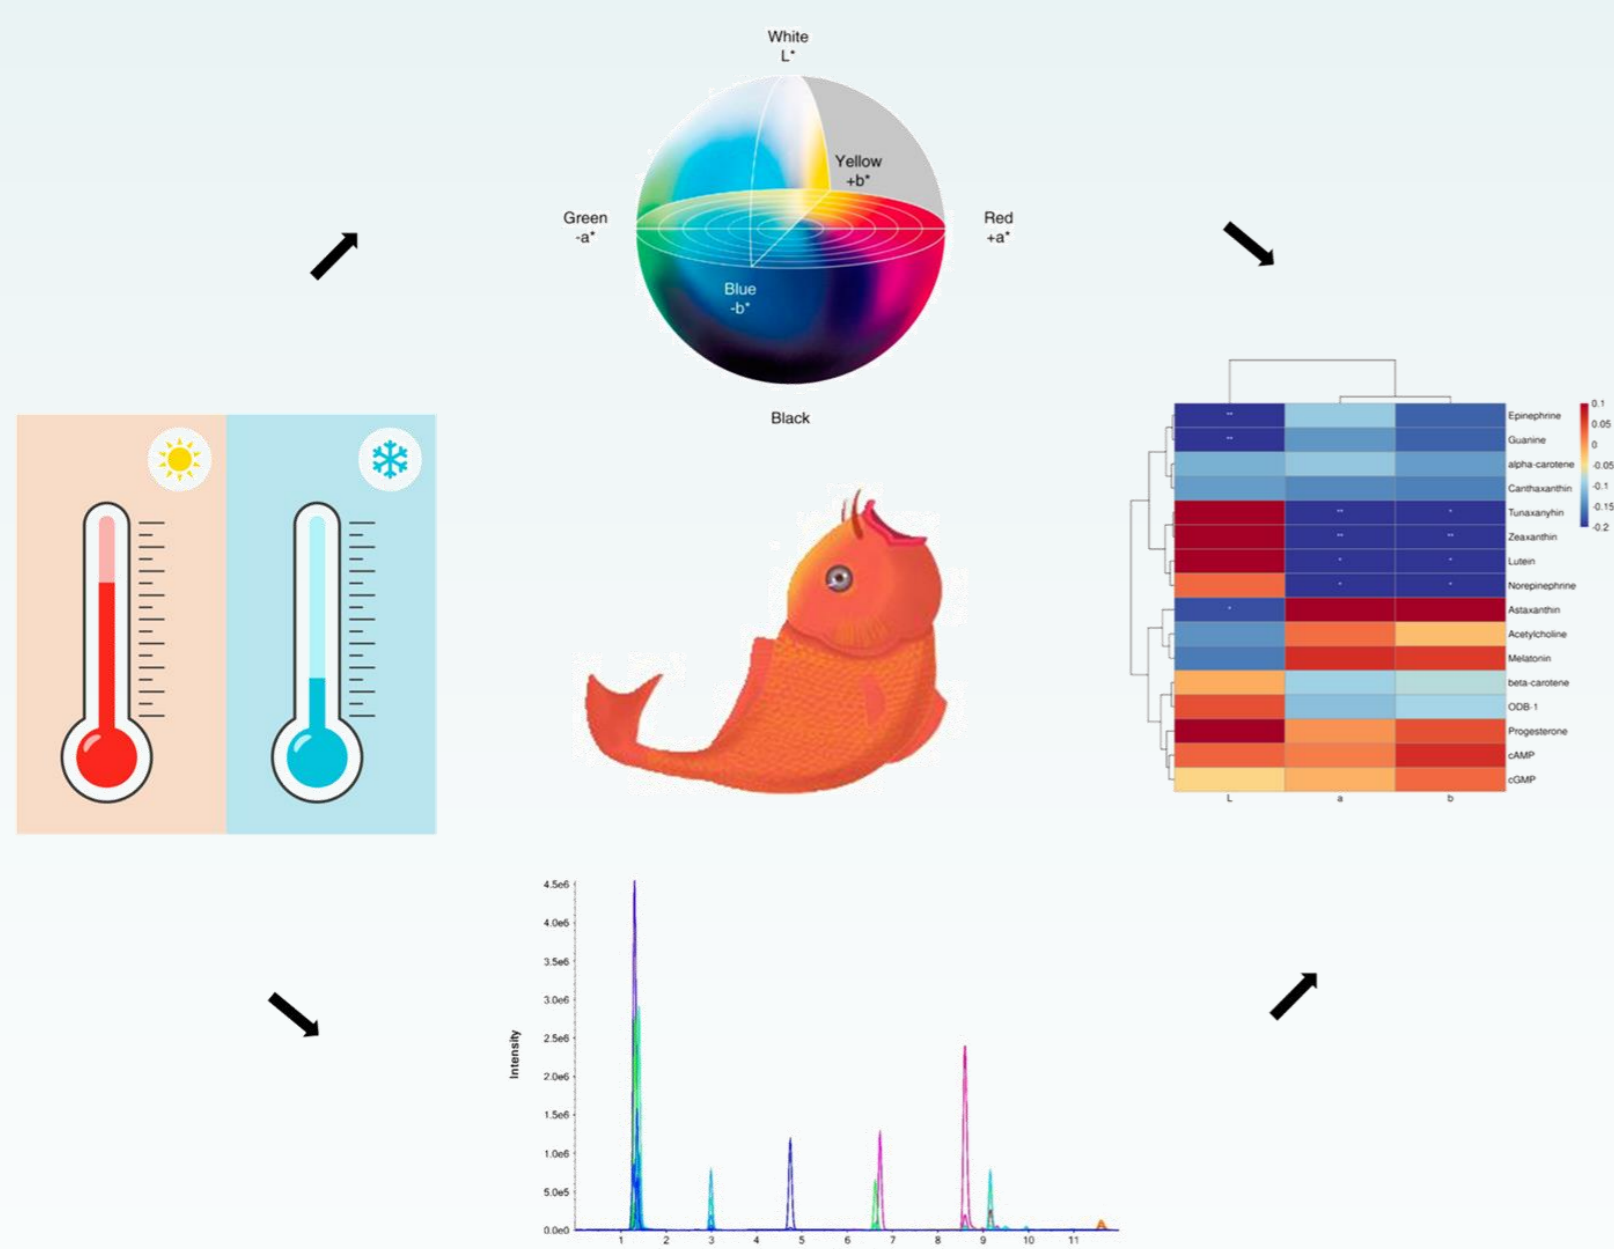 White
L*
Yellow
+b*
Green
-a*
Red
+a*
Blue
-b*
Black
Epinephrine
Guanine
alpha-carotene
Canthaxanthin
Tunaxanyhin
Zeaxanthin
Lutein
Norepinephrine
Astaxanthin
Acetylcholine
Melatonin
beta-carotene
ODB-1
Progesterone
cAMP
cGMP
L a b
0.1
0.05
0
-0.05
-0.1
-0.15
-0.2
Intensity
4.5e6
4.0e6
3.5e6
3.0e6
2.5e6
2.0e6
1.5e6
1.0e6
5.0e5
0.0e0
1 2 3 4 5 6 7 8 9 10 11